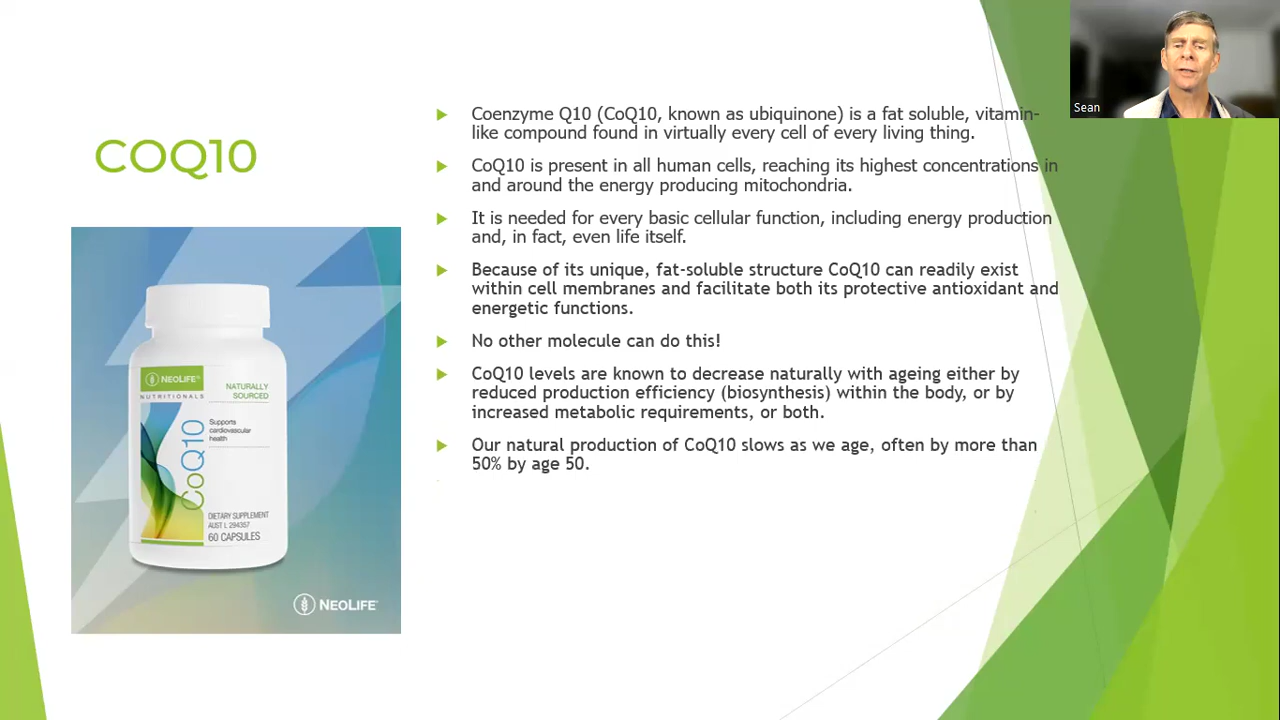 Sean
COQ10
Coenzyme Q10 (CoQ10, known as ubiquinone) is a fat soluble, vitamin-
like compound found in virtually every cell of every living thing.
CoQ10 is present in all human cells, reaching its highest concentrations in
and around the energy producing mitochondria.
It is needed for every basic cellular function, including energy production
and, in fact, even life itself.
Because of its unique, fat-soluble structure CoQ10 can readily exist
within cell membranes and facilitate both its protective antioxidant and
energetic functions.
No other molecule can do this!
CoQ10 levels are known to decrease naturally with ageing either by
reduced production efficiency (biosynthesis) within the body, or by
increased metabolic requirements, or both.
Our natural production of CoQ10 slows as we age, often by more than
50% by age 50.
NEOLIFE®
NUTRITIONALS
NATURALLY
SOURCED
Supports
cardiovascular
health
CoQ10
DIETARY SUPPLEMENT
AUST L 294357
60 CAPSULES
NEOLIFE®